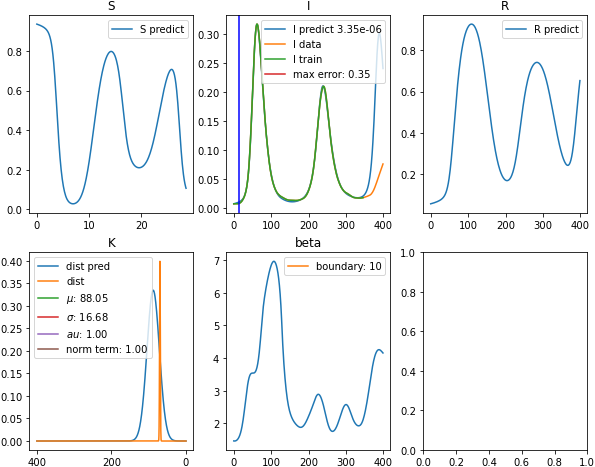 S
I
R
S predict
I predict 3.35e-06
I data
I train
max error: 0.35
R predict
0.8
0.6
0.4
0.2
0.0
0.30
0.25
0.20
0.15
0.10
0.05
0.00
0.8
0.6
0.4
0.2
0 10 20
0 100 200 300 400
0 100 200 300 400
K
beta
dist pred
dist
μ: 88.05
σ: 16.68
au: 1.00
norm term: 1.00
boundary: 10
0.40
0.35
0.30
0.25
0.20
0.15
0.10
0.05
0.00
7
6
5
4
3
2
1.0
0.8
0.6
0.4
0.2
0.0
400 200 0
0 100 200 300 400
0.0 0.2 0.4 0.6 0.8 1.0